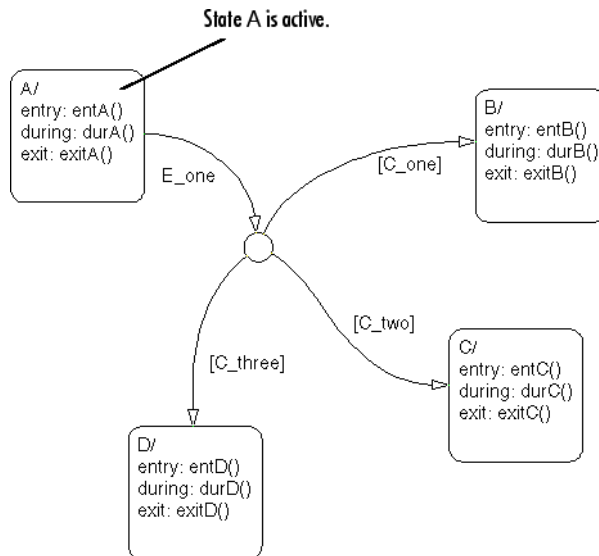 State A is active.
A/
entry: entA()
during: durA()
exit: exitA()
E_one
[C_one]
B/
entry: entB()
during: durB()
exit: exitB()
[C_two]
[C_three]
C/
entry: entC()
during: durC()
exit: exitC()
D/
entry: entD()
during: durD()
exit: exitD()